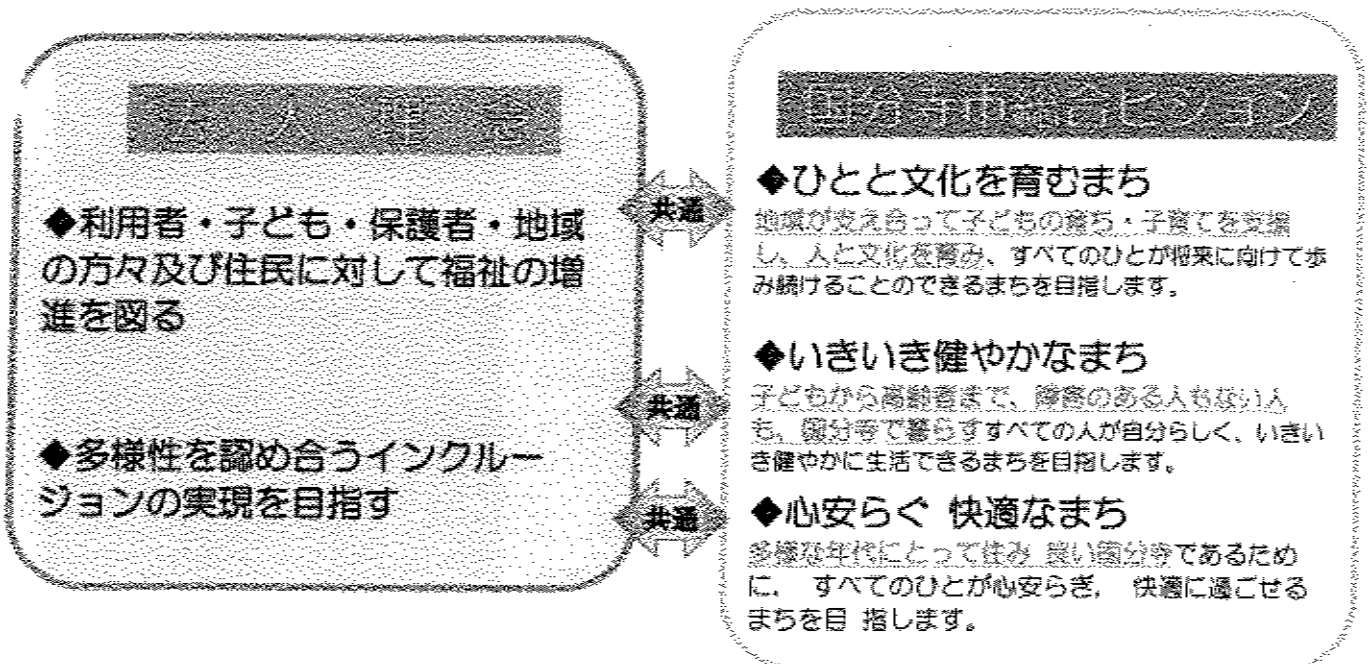 法人理念
◆利用者・子ども・保護者・地域
の方々及び住民に対して福祉の増
進を図る
◆多様性を認め合うインクルー
ジョンの実現を目指す
共通
共通
共通
国分寺市総合ビジョン
◆ひとと文化を育むまち
地域が支え合って子どもの育ち・子育てを支援
し、人と文化を育み、すべてのひとが将来に向けて歩
み続けることのできるまちを目指します。
◆いきいき健やかなまち
子どもから高齢者まで、障害のある人もない人
も、国分寺で暮らすすべての人が自分らしく、いきい
き健やかに生活できるまちを目指します。
◆心安らぐ 快適なまち
多様な年代にとって住み 良い国分寺であるため
に, すべてのひとが心安らぎ, 快適に過ごせる
まちを目 指します。